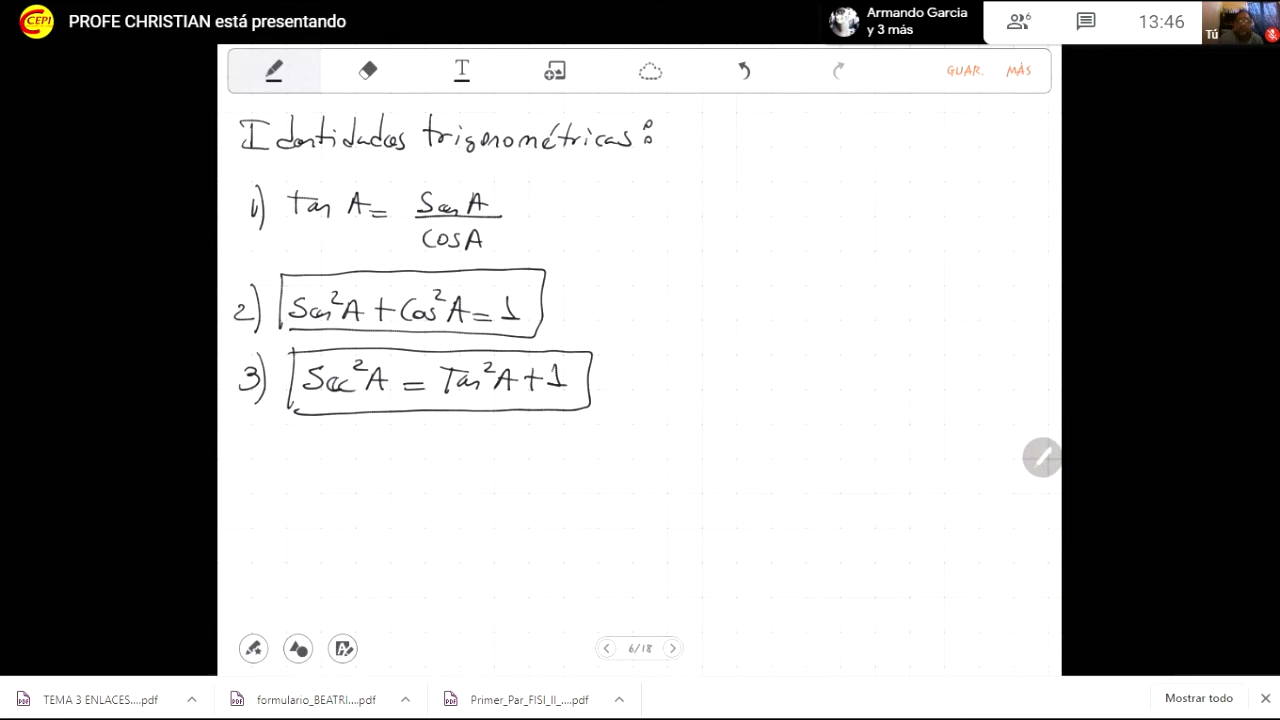 CEPI PROFE CHRISTIAN está presentando
Armando Garcia
y 3 más
6
13:46
Tú
T
GUAR. MÁS
Identidades trigonométricas:
1) tan A = Sen A / Cos A
2) Sen²A + Cos²A = 1
3) Sec²A = Tan²A + 1
A
6/18
TEMA 3 ENLACES....pdf
formulario_BEATRI....pdf
Primer_Par_FISI_II_....pdf
Mostrar todo